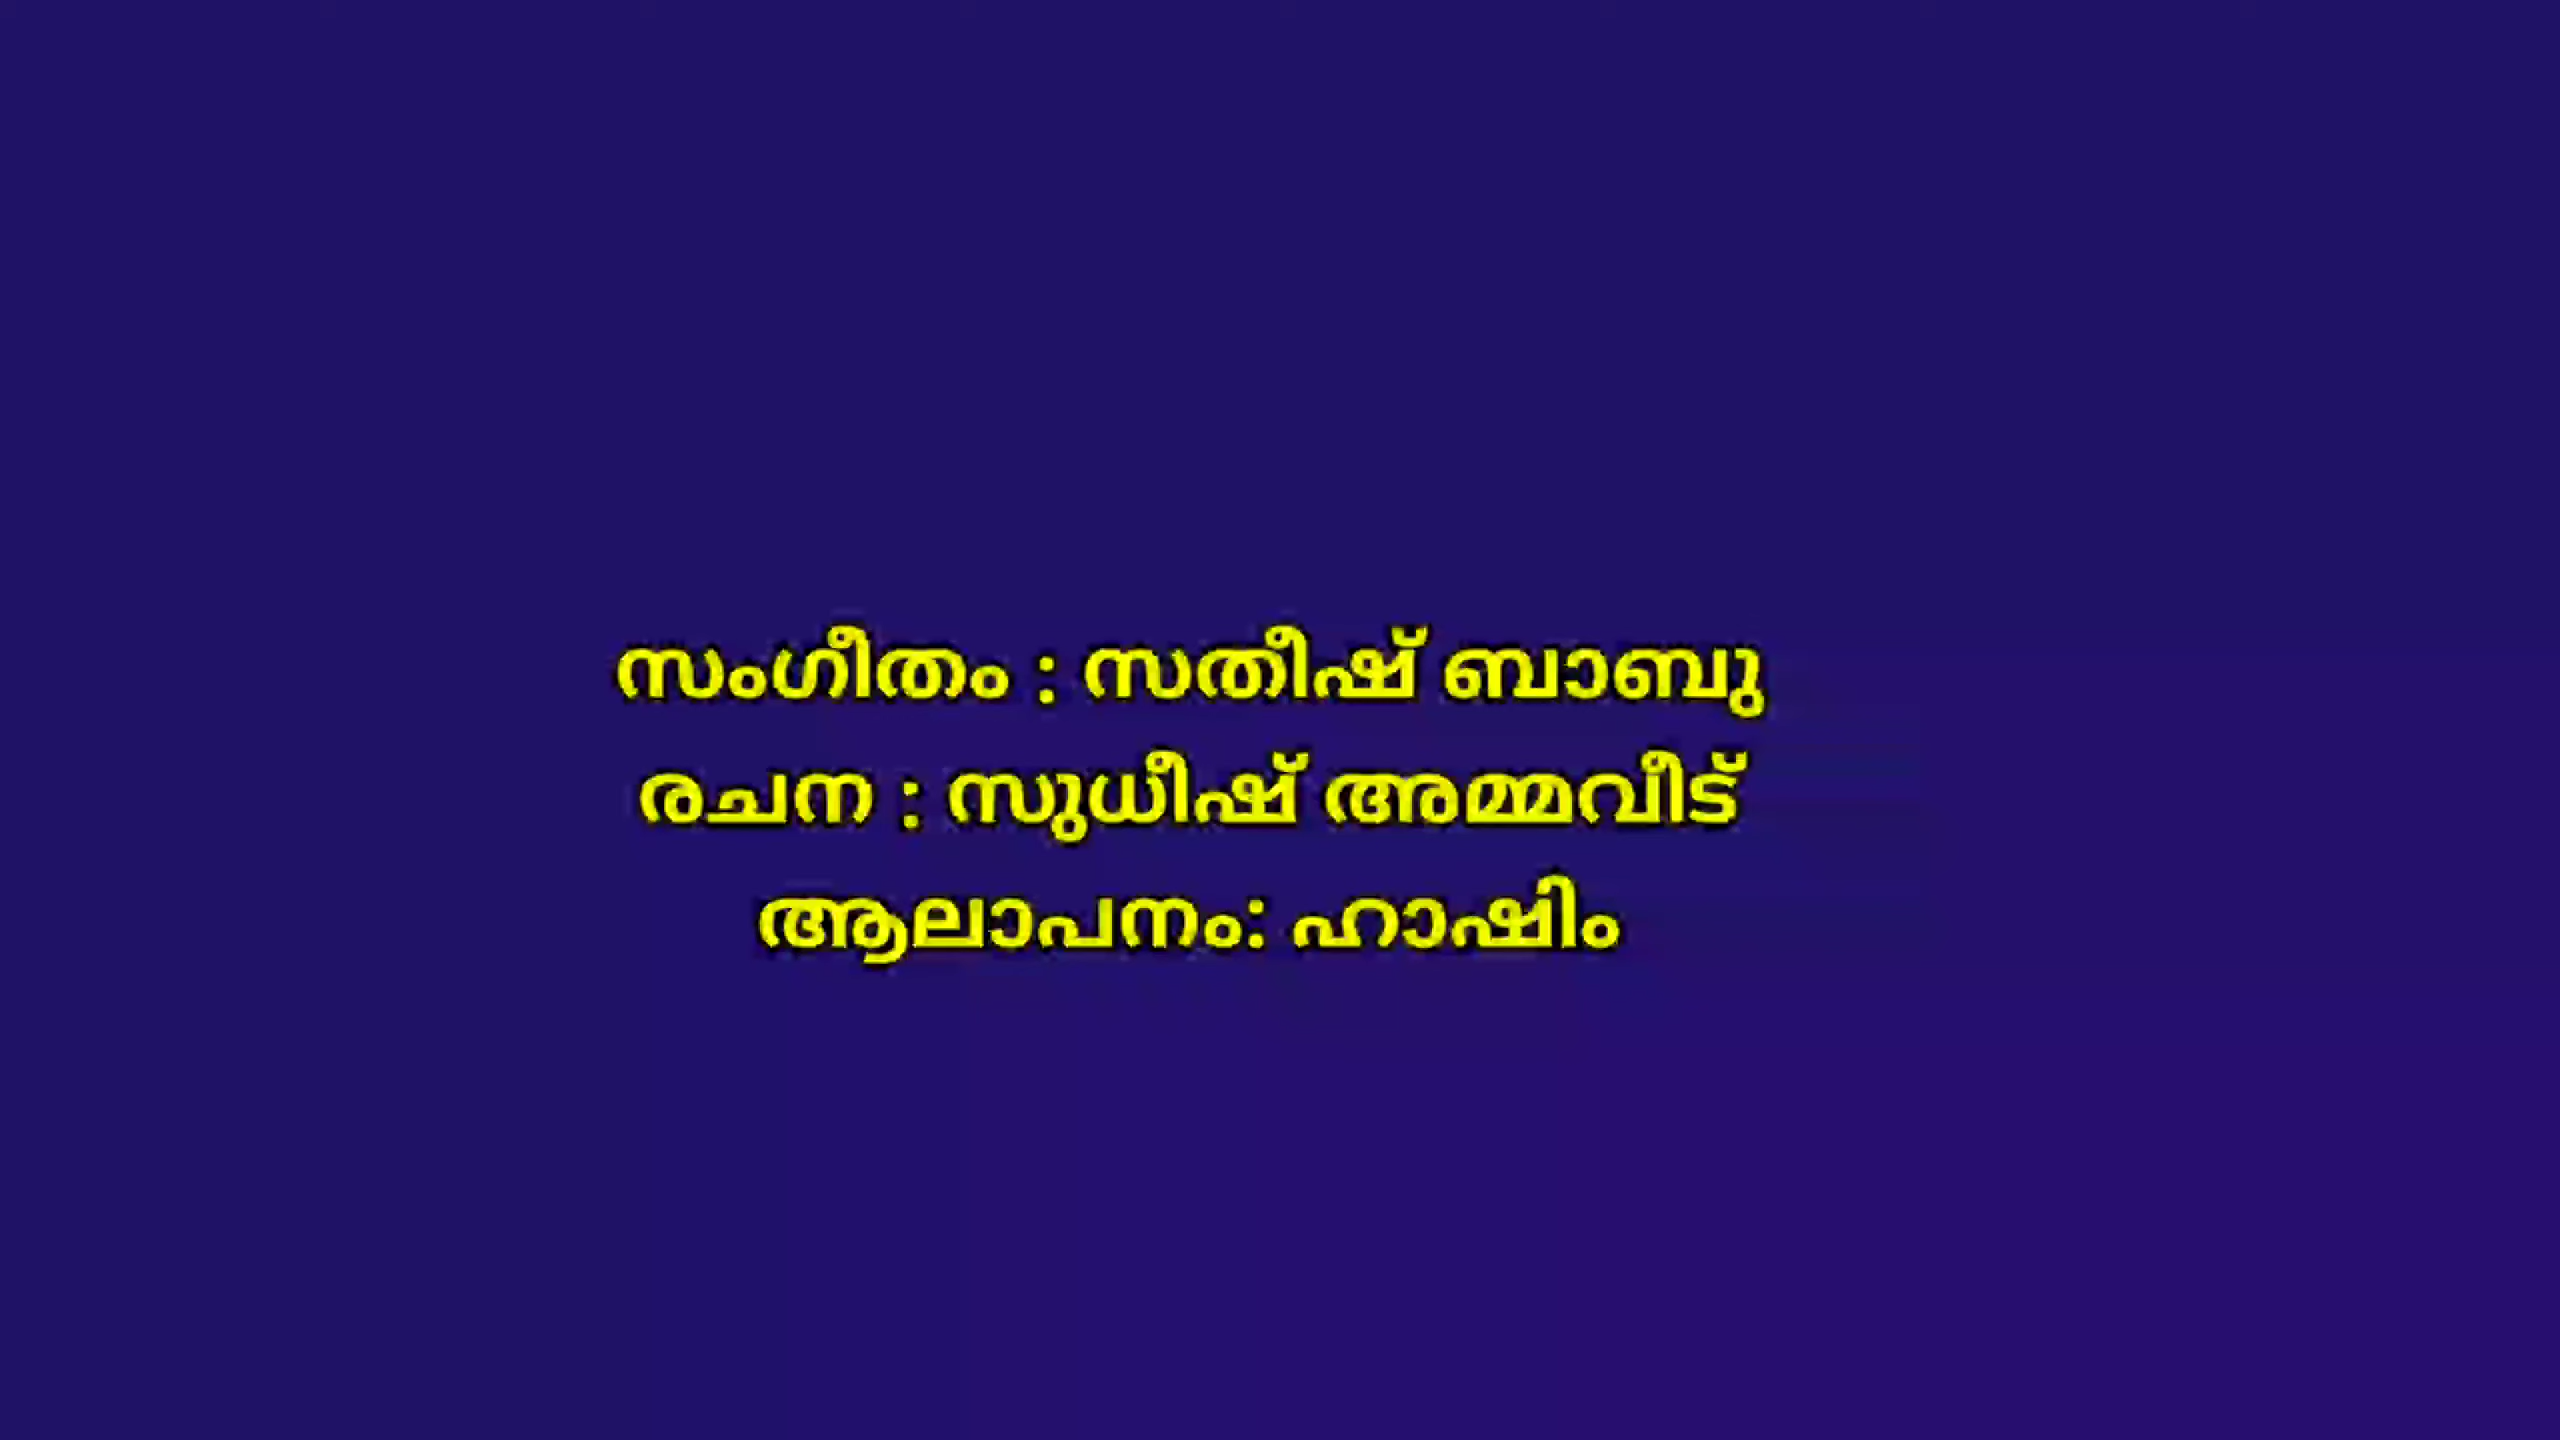 സംഗീതം : സതീഷ് ബാബു
രചന : സുധീഷ് അമ്മവീട്
ആലാപനം: ഹാഷിം